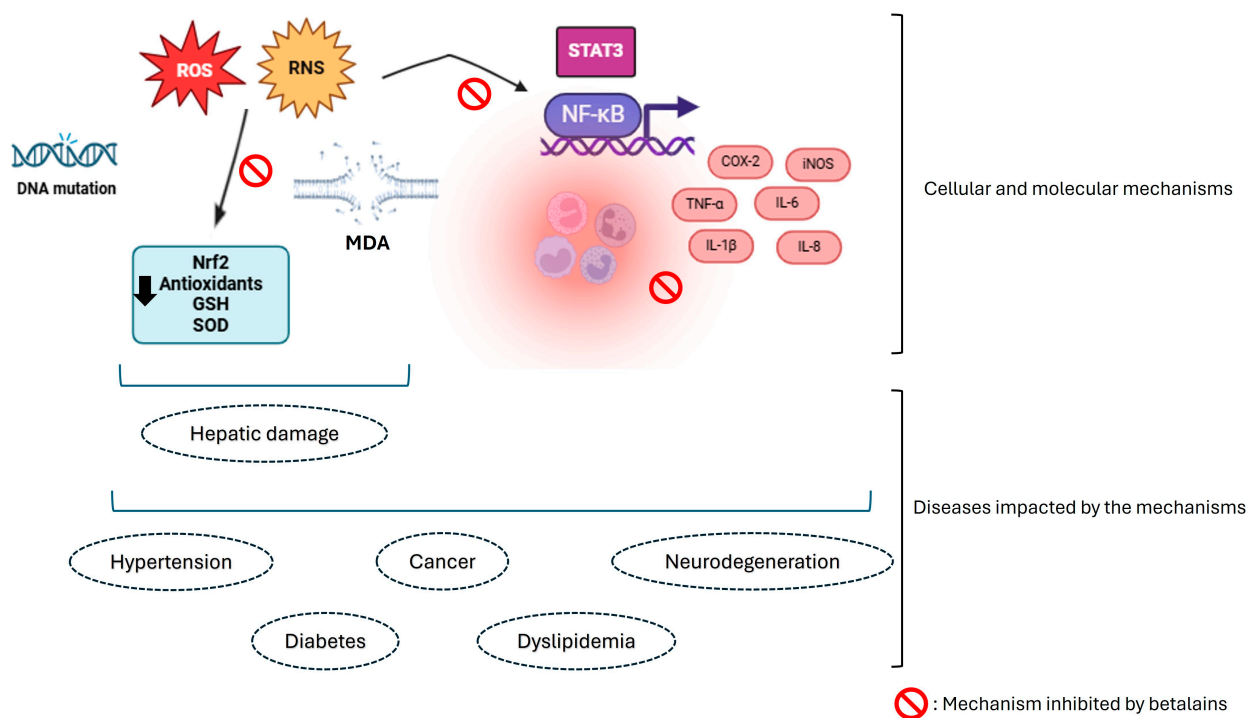 ROS
RNS
STAT3
NF-κB
DNA mutation
MDA
COX-2
iNOS
TNF-α
IL-6
IL-1β
IL-8
Cellular and molecular mechanisms
Nrf2
Antioxidants
GSH
SOD
Hepatic damage
Diseases impacted by the mechanisms
Hypertension
Cancer
Neurodegeneration
Diabetes
Dyslipidemia
: Mechanism inhibited by betalains